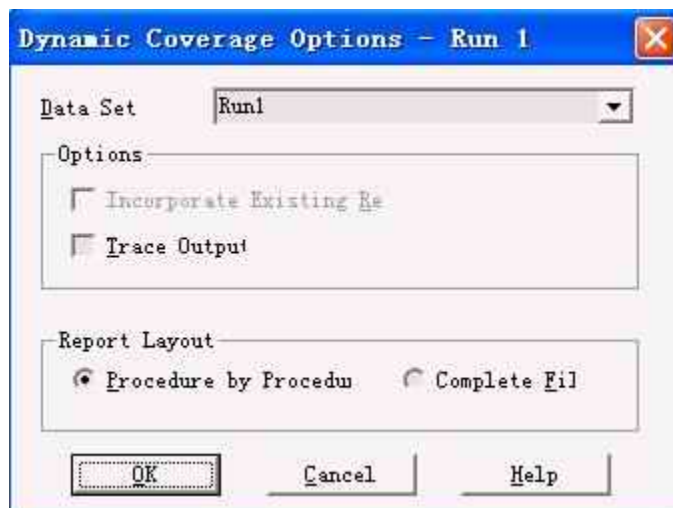 Dynamic Coverage Options - Run 1
Data Set Run1
Options
Incorporate Existing Re
Trace Output
Report Layout
Procedure by Procedu Complete Fil
OK Cancel Help